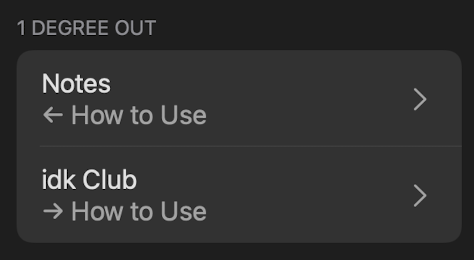 1 DEGREE OUT
Notes
← How to Use
idk Club
→ How to Use